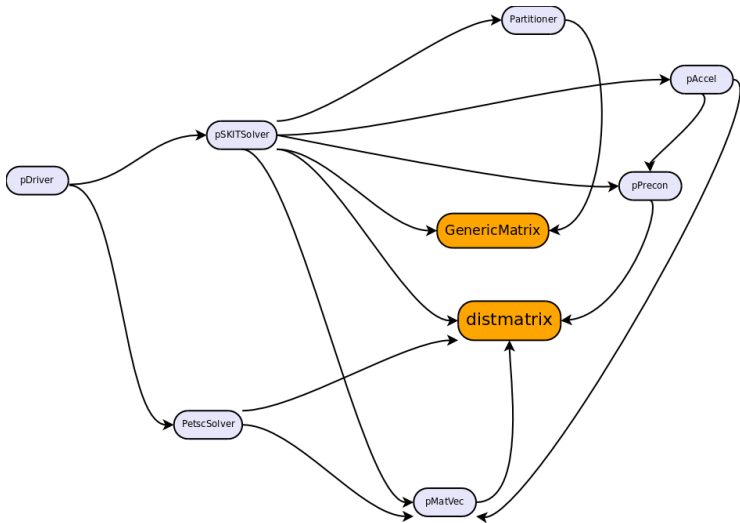 Partitioner
pAccel
pSKITSolver
pDriver
pPrecon
GenericMatrix
distmatrix
PetscSolver
pMatVec